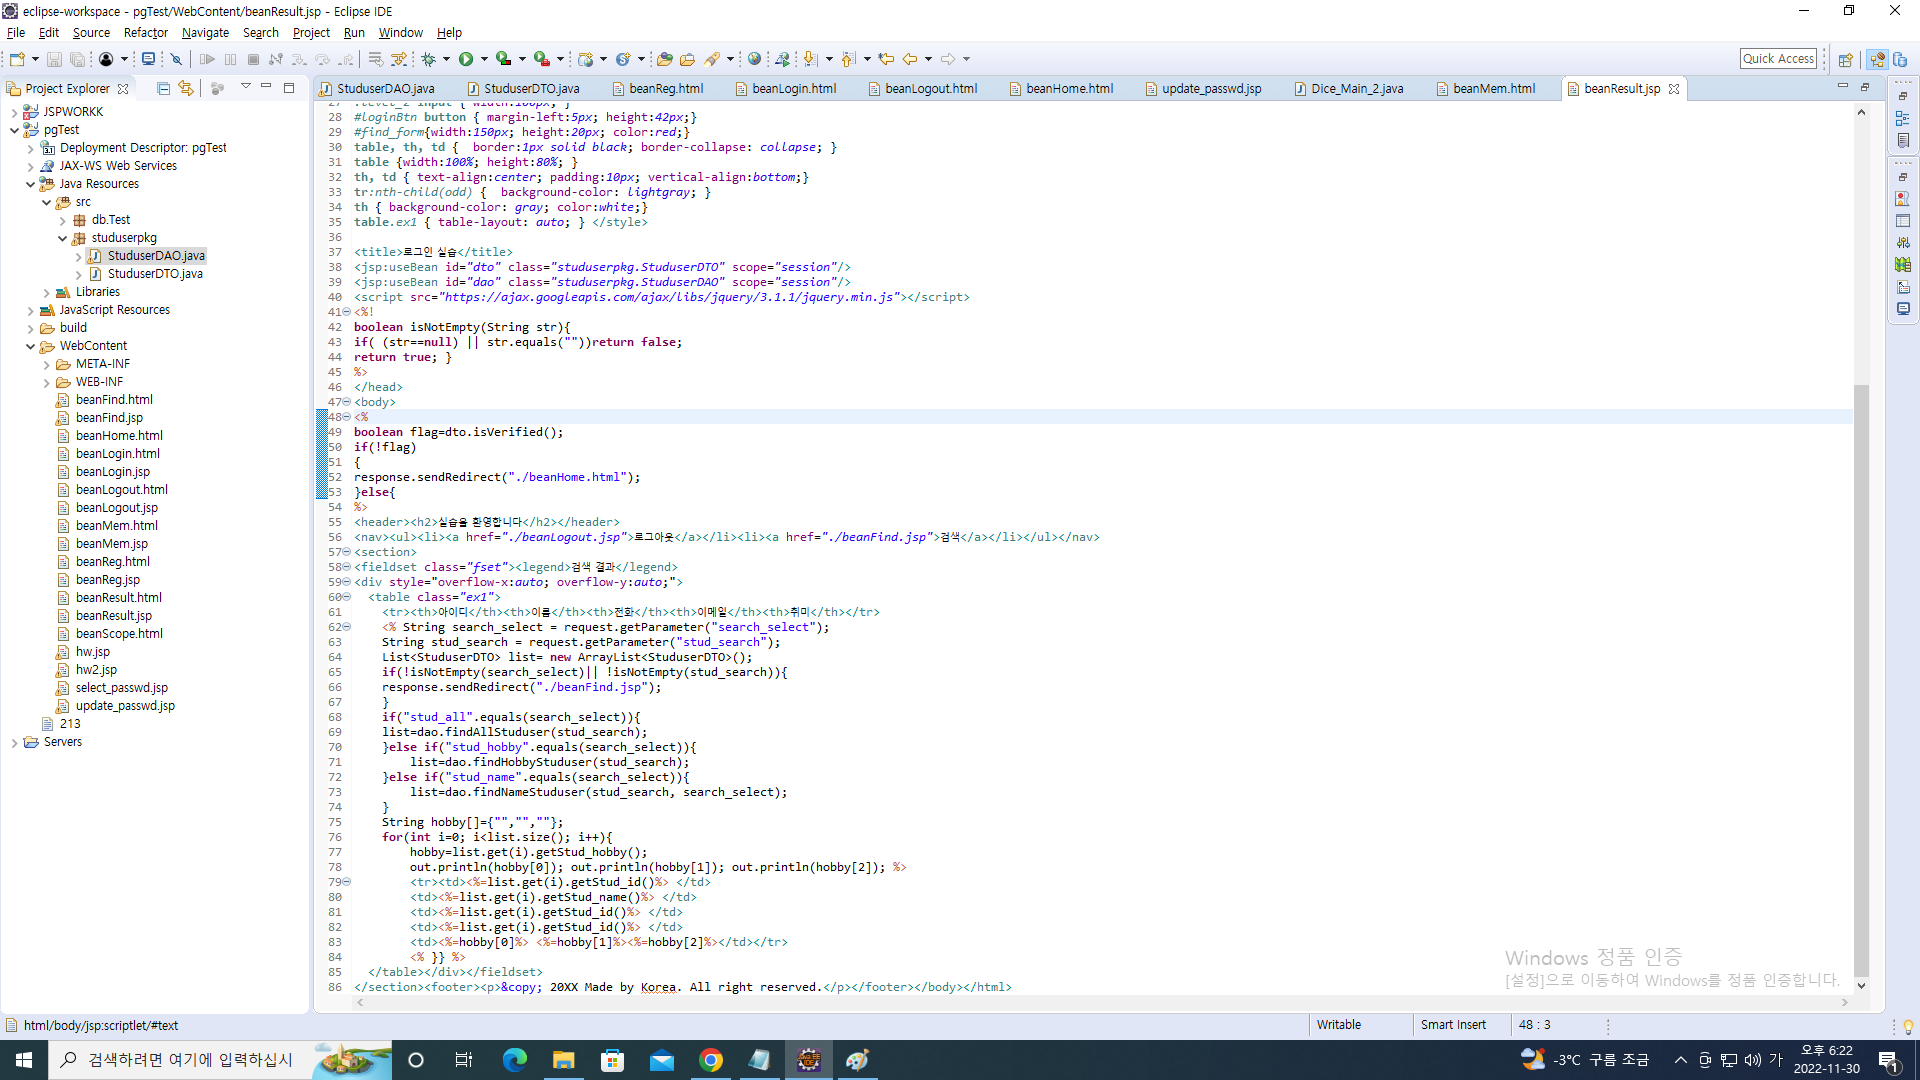 eclipse-workspace - pgTest/WebContent/beanResult.jsp - Eclipse IDE
File Edit Source Refactor Navigate Search Project Run Window Help
Quick Access
Project Explorer
StuduserDAO.java StuduserDTO.java beanReg.html beanLogin.html beanLogout.html beanHome.html update_passwd.jsp Dice_Main_2.java beanMem.html beanResult.jsp
JSPWORKK
pgTest
Deployment Descriptor: pgTest
JAX-WS Web Services
Java Resources
src
db.Test
studuserpkg
StuduserDAO.java
StuduserDTO.java
Libraries
JavaScript Resources
build
WebContent
META-INF
WEB-INF
beanFind.html
beanFind.jsp
beanHome.html
beanLogin.html
beanLogin.jsp
beanLogout.html
beanLogout.jsp
beanMem.html
beanMem.jsp
beanReg.html
beanReg.jsp
beanResult.html
beanResult.jsp
beanScope.html
hw.jsp
hw2.jsp
select_passwd.jsp
update_passwd.jsp
213
Servers
27 .level_2 input { width:100px; }
28 #loginBtn button { margin-left:5px; height:42px;}
29 #find_form{width:150px; height:20px; color:red;}
30 table, th, td {  border:1px solid black; border-collapse: collapse; }
31 table {width:100%; height:80%; }
32 th, td { text-align:center; padding:10px; vertical-align:bottom;}
33 tr:nth-child(odd) {  background-color: lightgray; }
34 th { background-color: gray; color:white;}
35 table.ex1 { table-layout: auto; } </style>
36
37 <title>로그인 실습</title>
38 <jsp:useBean id="dto" class="studuserpkg.StuduserDTO" scope="session"/>
39 <jsp:useBean id="dao" class="studuserpkg.StuduserDAO" scope="session"/>
40 <script src="https://ajax.googleapis.com/ajax/libs/jquery/3.1.1/jquery.min.js"></script>
41 <%!
42 boolean isNotEmpty(String str){
43 if( (str==null) || str.equals(""))return false;
44 return true; }
45 %>
46 </head>
47 <body>
48 <%
49 boolean flag=dto.isVerified();
50 if(!flag)
51 {
52 response.sendRedirect("./beanHome.html");
53 }else{
54 %>
55 <header><h2>실습을 환영합니다</h2></header>
56 <nav><ul><li><a href="./beanLogout.jsp">로그아웃</a></li><li><a href="./beanFind.jsp">검색</a></li></ul></nav>
57 <section>
58 <fieldset class="fset"><legend>검색 결과</legend>
59 <div style="overflow-x:auto; overflow-y:auto;">
60 <table class="ex1">
61 <tr><th>아이디</th><th>이름</th><th>전화</th><th>이메일</th><th>취미</th></tr>
62 <% String search_select = request.getParameter("search_select");
63 String stud_search = request.getParameter("stud_search");
64 List<StuduserDTO> list= new ArrayList<StuduserDTO>();
65 if(!isNotEmpty(search_select)|| !isNotEmpty(stud_search)){
66 response.sendRedirect("./beanFind.jsp");
67 }
68 if("stud_all".equals(search_select)){
69 list=dao.findAllStuduser(stud_search);
70 }else if("stud_hobby".equals(search_select)){
71 list=dao.findHobbyStuduser(stud_search);
72 }else if("stud_name".equals(search_select)){
73 list=dao.findNameStuduser(stud_search, search_select);
74 }
75 String hobby[]={"","",""};
76 for(int i=0; i<list.size(); i++){
77 hobby=list.get(i).getStud_hobby();
78 out.println(hobby[0]); out.println(hobby[1]); out.println(hobby[2]); %>
79 <tr><td><%=list.get(i).getStud_id()%> </td>
80 <td><%=list.get(i).getStud_name()%> </td>
81 <td><%=list.get(i).getStud_id()%> </td>
82 <td><%=list.get(i).getStud_id()%> </td>
83 <td><%=hobby[0]%> <%=hobby[1]%><%=hobby[2]%></td></tr>
84 <% }} %>
85 </table></div></fieldset>
86 </section><footer><p>&copy; 20XX Made by Korea. All right reserved.</p></footer></body></html>
Windows 정품 인증
[설정]으로 이동하여 Windows를 정품 인증합니다.
html/body/jsp:scriptlet/#text
Writable Smart Insert 48 : 3
검색하려면 여기에 입력하십시
-3°C 구름 조금
가
오후 6:22
2022-11-30
1